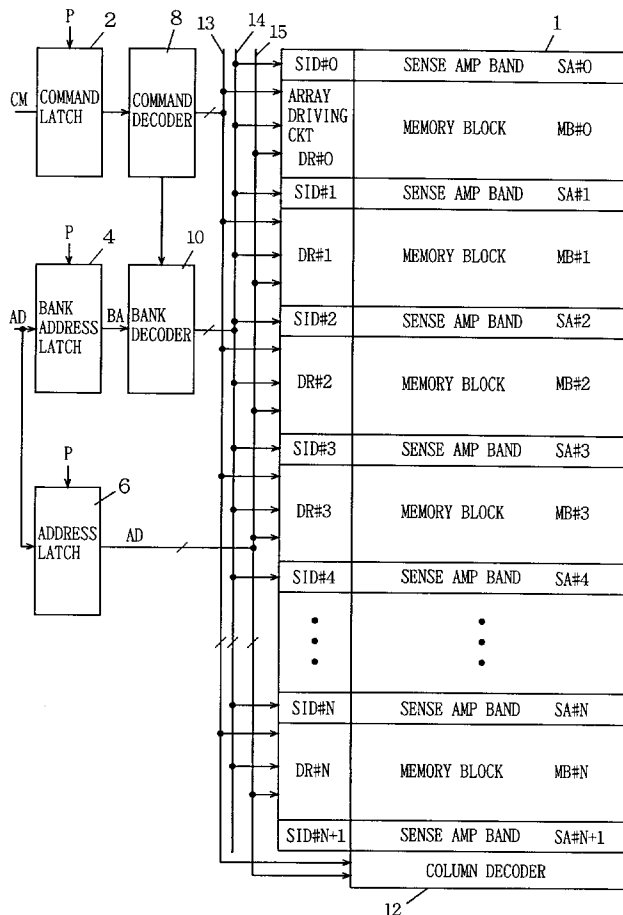 P 2 8 13 14 15 1
CM COMMAND LATCH COMMAND DECODER
SID#0 SENSE AMP BAND SA#0
ARRAY DRIVING CKT DR#0 MEMORY BLOCK MB#0
SID#1 SENSE AMP BAND SA#1
P 4 10
AD BANK ADDRESS LATCH BA BANK DECODER
DR#1 MEMORY BLOCK MB#1
SID#2 SENSE AMP BAND SA#2
DR#2 MEMORY BLOCK MB#2
SID#3 SENSE AMP BAND SA#3
P 6
ADDRESS LATCH AD
DR#3 MEMORY BLOCK MB#3
SID#4 SENSE AMP BAND SA#4
SID#N SENSE AMP BAND SA#N
DR#N MEMORY BLOCK MB#N
SID#N+1 SENSE AMP BAND SA#N+1
COLUMN DECODER
12